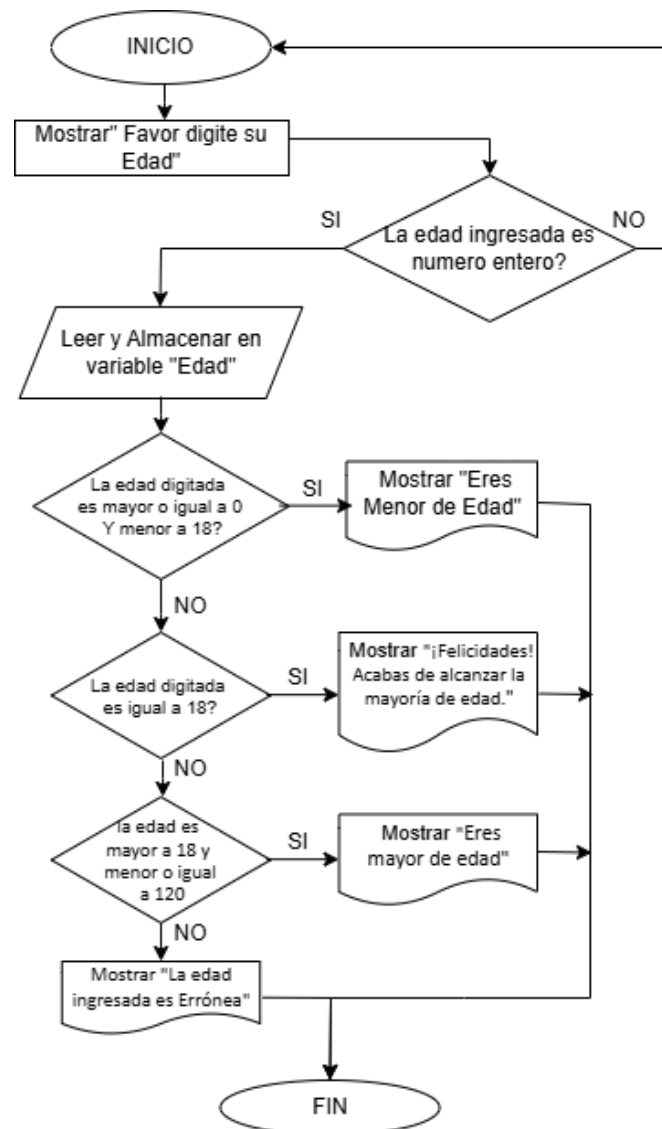 INICIO
Mostrar" Favor digite su
Edad"
SI
NO
La edad ingresada es
numero entero?
Leer y Almacenar en
variable "Edad"
La edad digitada
es mayor o igual a 0
Y menor a 18?
SI
Mostrar "Eres
Menor de Edad"
NO
La edad digitada
es igual a 18?
SI
Mostrar "¡Felicidades!
Acabas de alcanzar la
mayoría de edad."
NO
la edad es
mayor a 18 y
menor o igual
a 120
SI
Mostrar "Eres
mayor de edad"
NO
Mostrar "La edad
ingresada es Errónea"
FIN